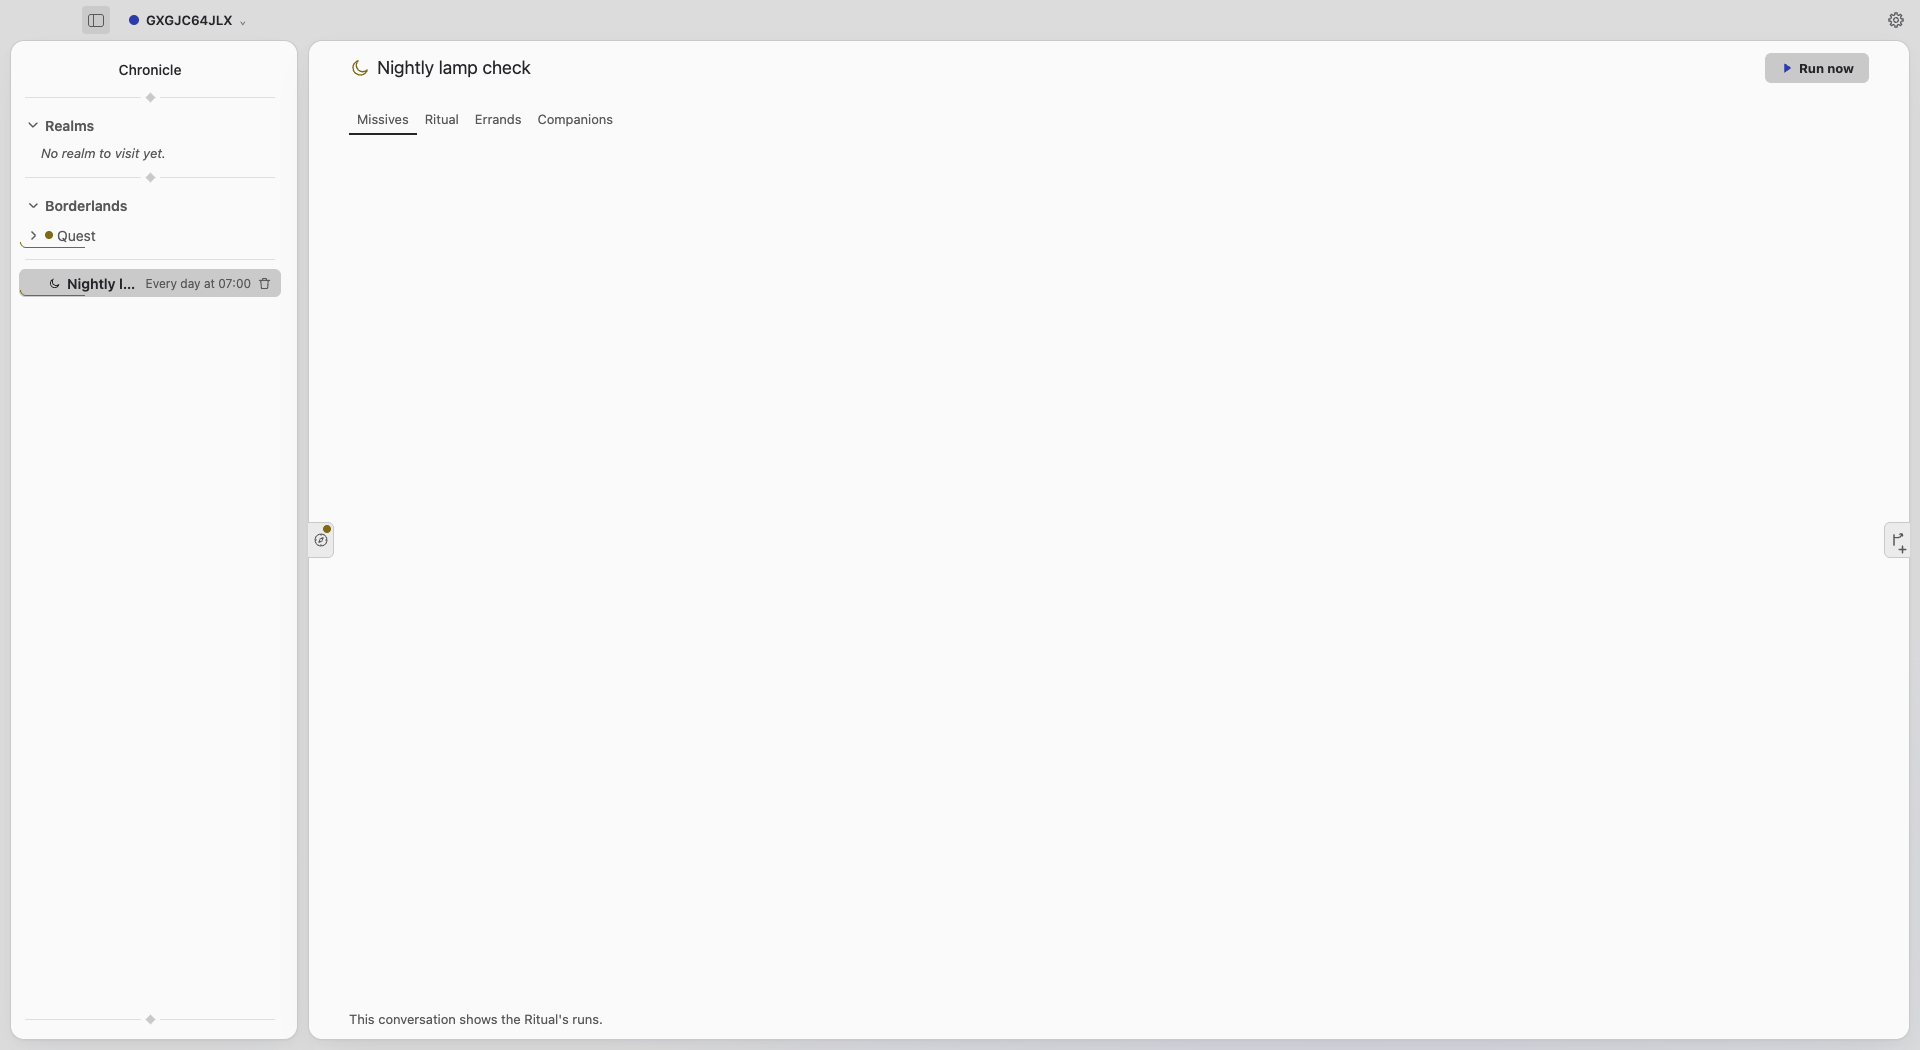 GXGJC64JLX
Chronicle
Realms
No realm to visit yet.
Borderlands
Quest
Nightly l... Every day at 07:00
Nightly lamp check
Run now
Missives Ritual Errands Companions
This conversation shows the Ritual's runs.